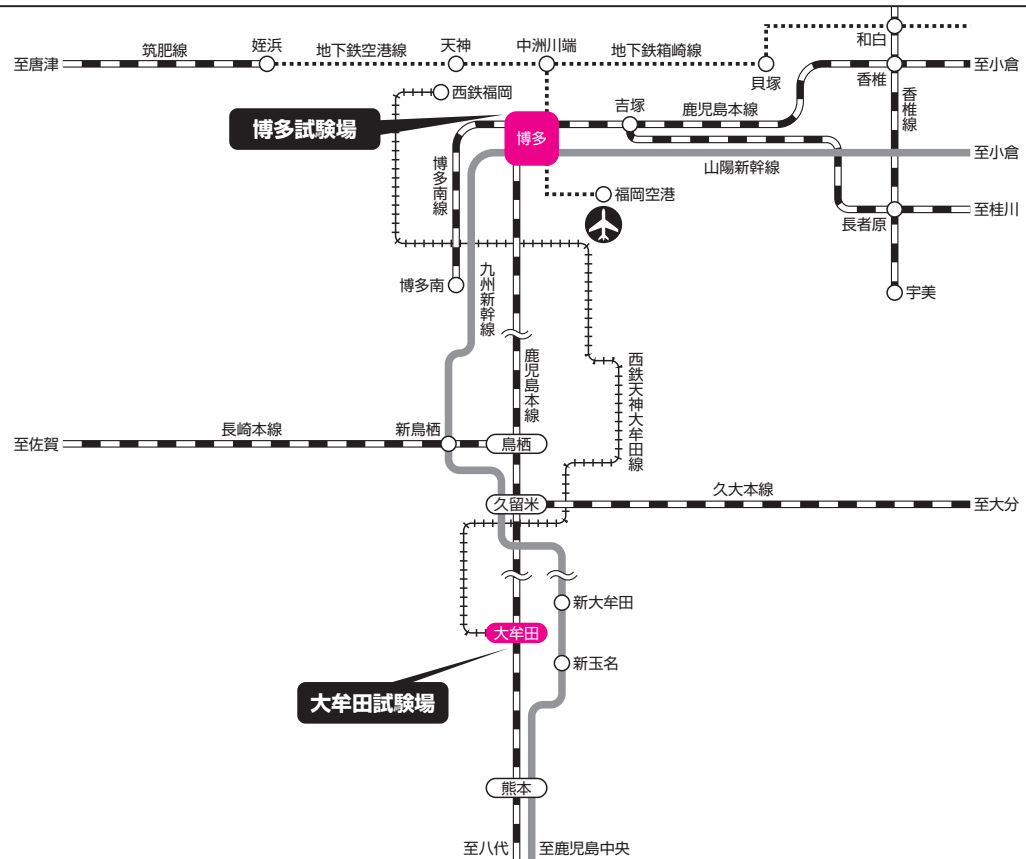 和白
筑肥線
姪浜
地下鉄空港線
天神
中洲川端
地下鉄箱崎線
貝塚
至唐津
香椎
至小倉
西鉄福岡
吉塚
鹿児島本線
香椎線
博多試験場
博多
至小倉
山陽新幹線
博多南線
福岡空港
長者原
至桂川
博多南
九州新幹線
宇美
鹿児島本線
西鉄天神大牟田線
長崎本線
新鳥栖
至佐賀
鳥栖
久留米
久大本線
至大分
新大牟田
大牟田
新玉名
大牟田試験場
熊本
至八代
至鹿児島中央